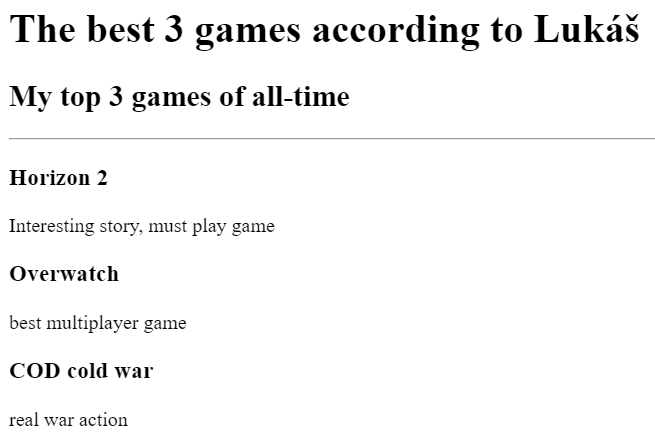 The best 3 games according to Lukáš
My top 3 games of all-time
Horizon 2
Interesting story, must play game
Overwatch
best multiplayer game
COD cold war
real war action